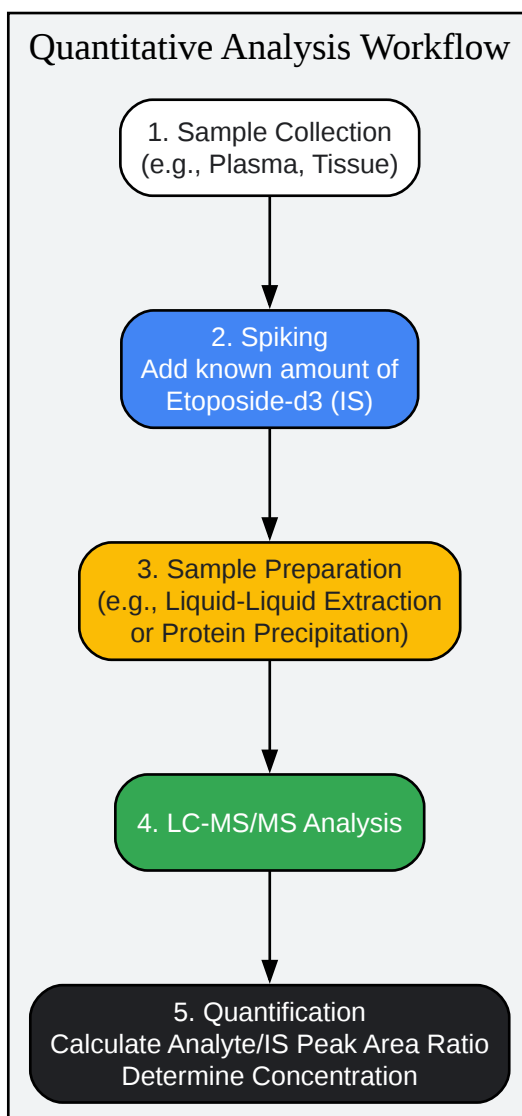 Quantitative Analysis Workflow
1. Sample Collection
(e.g., Plasma, Tissue)
2. Spiking
Add known amount of
Etoposide-d3 (IS)
3. Sample Preparation
(e.g., Liquid-Liquid Extraction
or Protein Precipitation)
4. LC-MS/MS Analysis
5. Quantification
Calculate Analyte/IS Peak Area Ratio
Determine Concentration